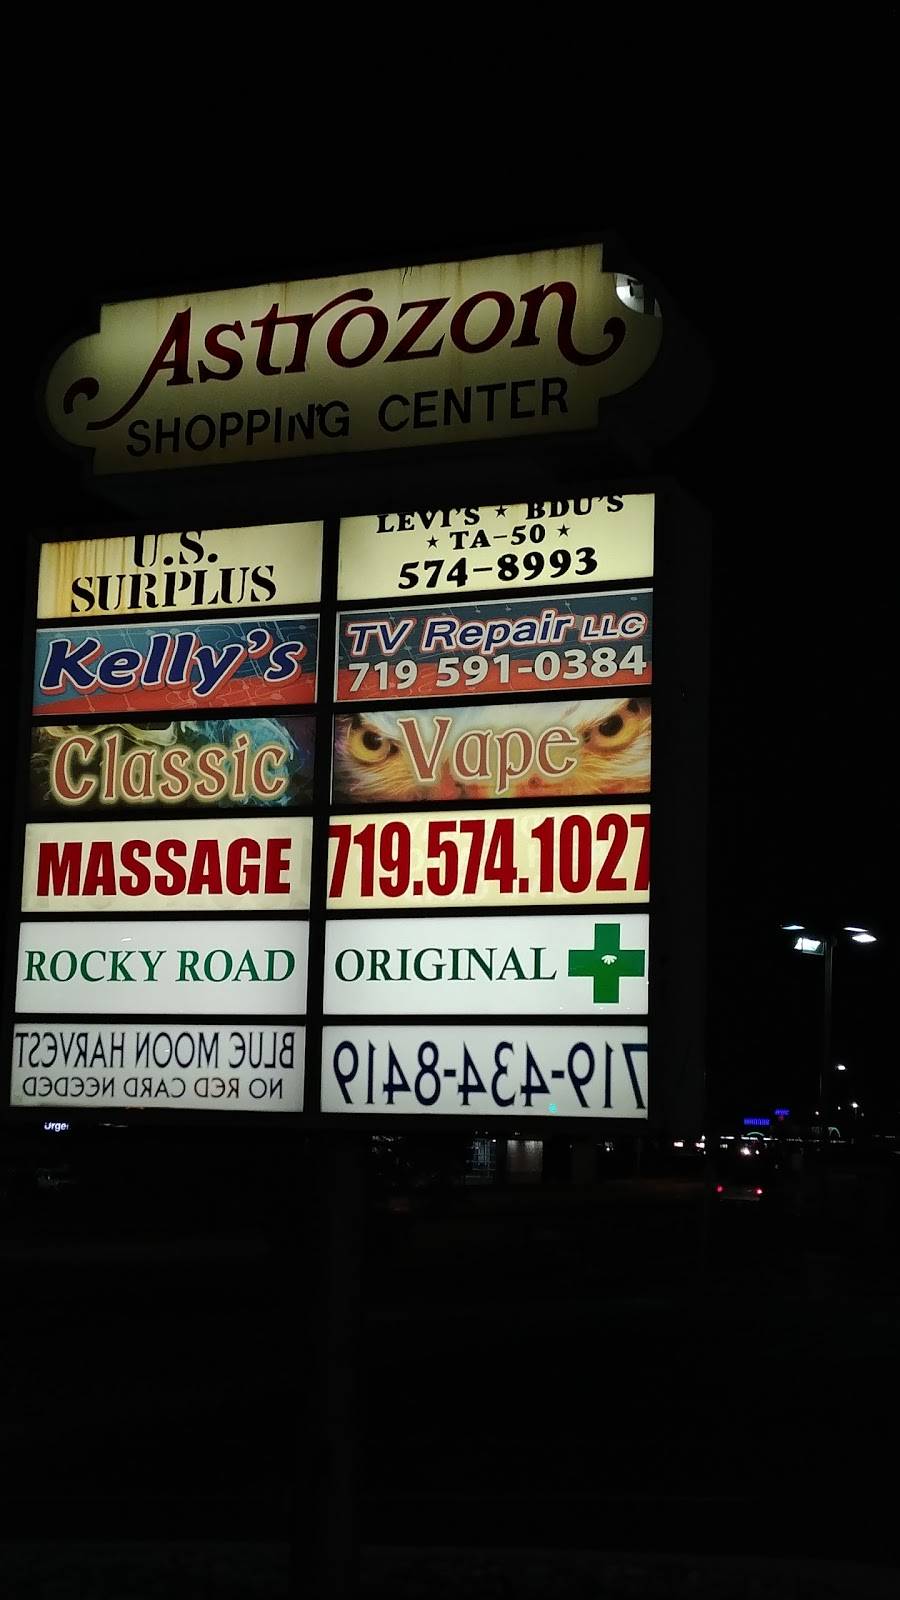 Astrozon
SHOPPING CENTER
U.S.
SURPLUS
LEVI'S ★ BDU'S
★ TA-50 ★
574-8993
Kelly's
TV Repair LLC
719 591-0384
Classic
Vape
MASSAGE
719.574.1027
ROCKY ROAD
ORIGINAL
BLUE MOON HARVEST
NO RED CARD NEEDED
719-434-8419